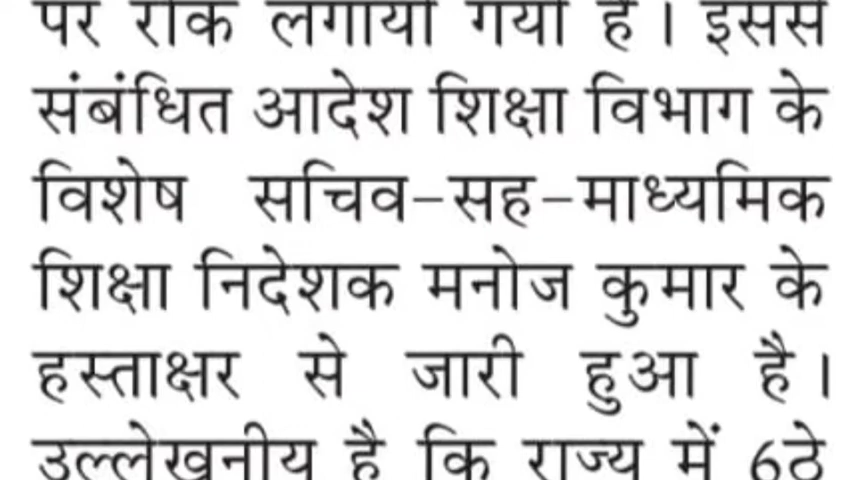 पर रोक लगायी गयी है। इससे
संबंधित आदेश शिक्षा विभाग के
विशेष सचिव-सह-माध्यमिक
शिक्षा निदेशक मनोज कुमार के
हस्ताक्षर से जारी हुआ है।
उल्लेखनीय है कि राज्य में 6ठे